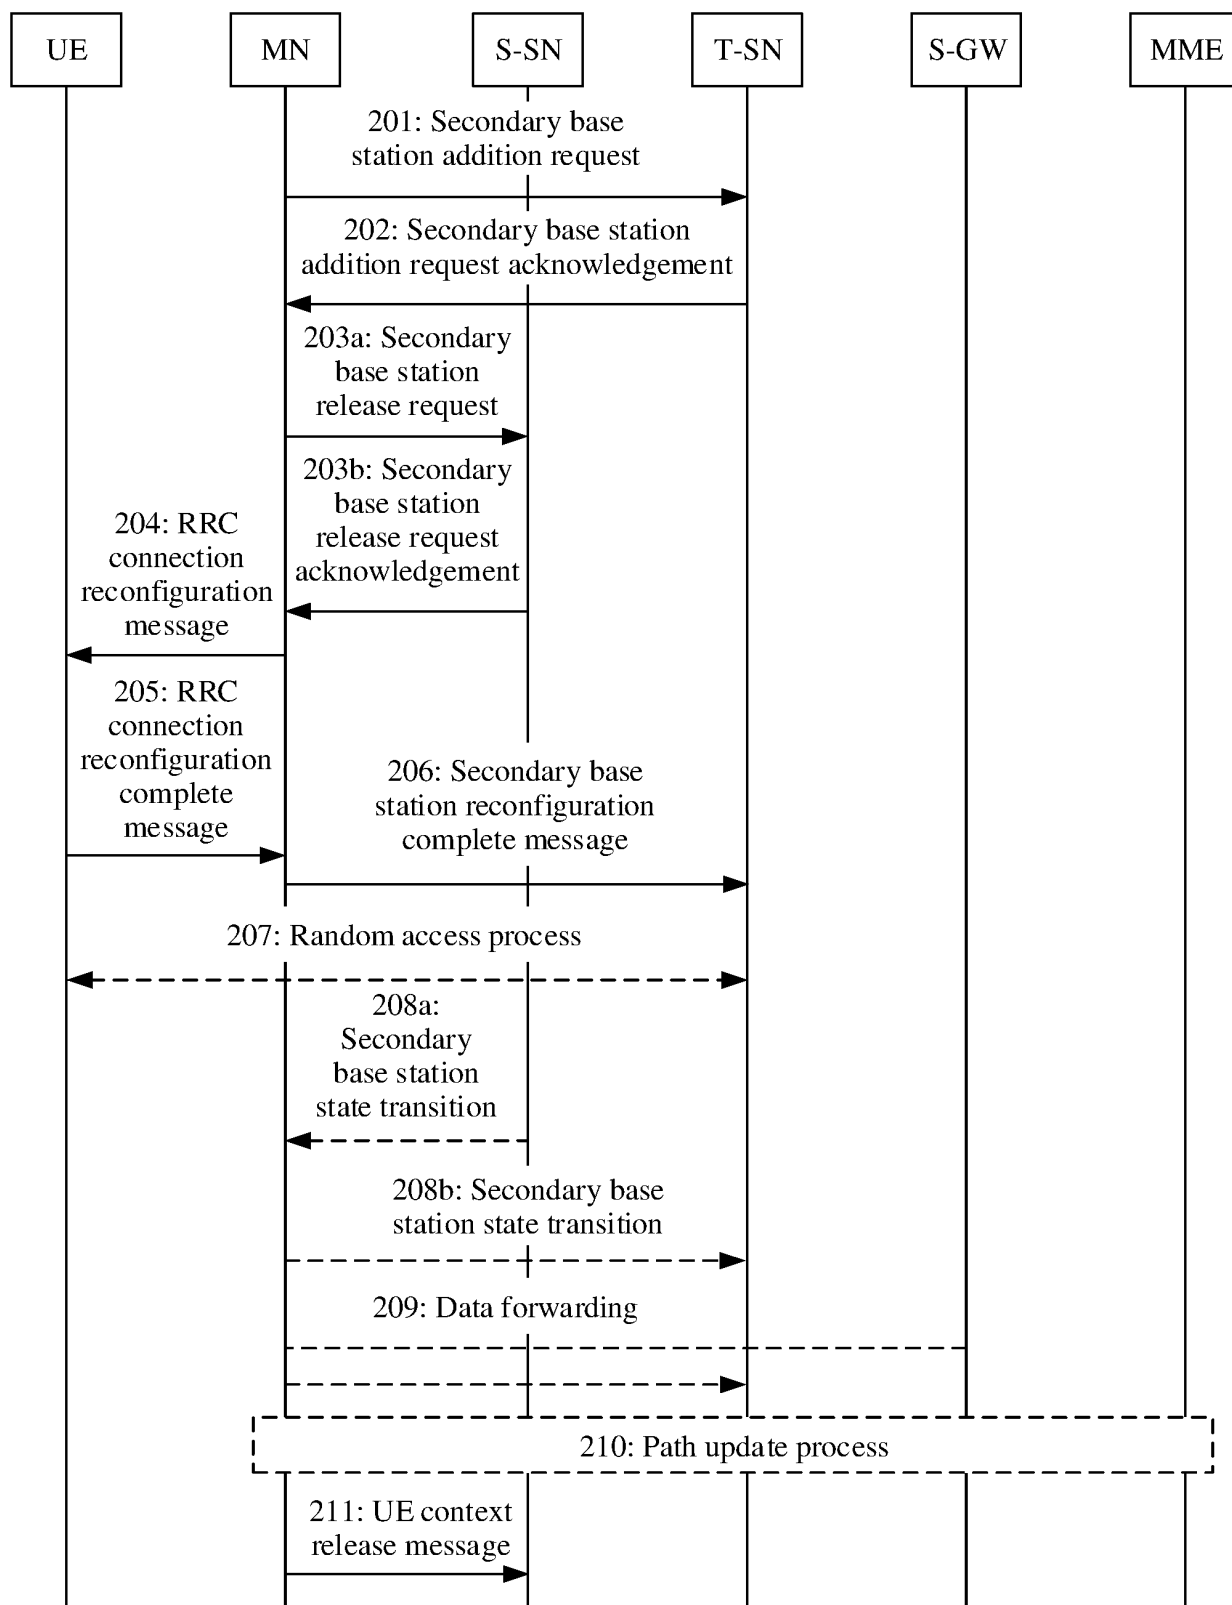 UE
MN
S-SN
T-SN
S-GW
MME
201: Secondary base
station addition request
202: Secondary base station
addition request acknowledgement
203a: Secondary
base station
release request
203b: Secondary
base station
release request
acknowledgement
204: RRC
connection
reconfiguration
message
205: RRC
connection
reconfiguration
complete
message
206: Secondary base
station reconfiguration
complete message
207: Random access process
208a:
Secondary
base station
state transition
208b: Secondary base
station state transition
209: Data forwarding
210: Path update process
211: UE context
release message